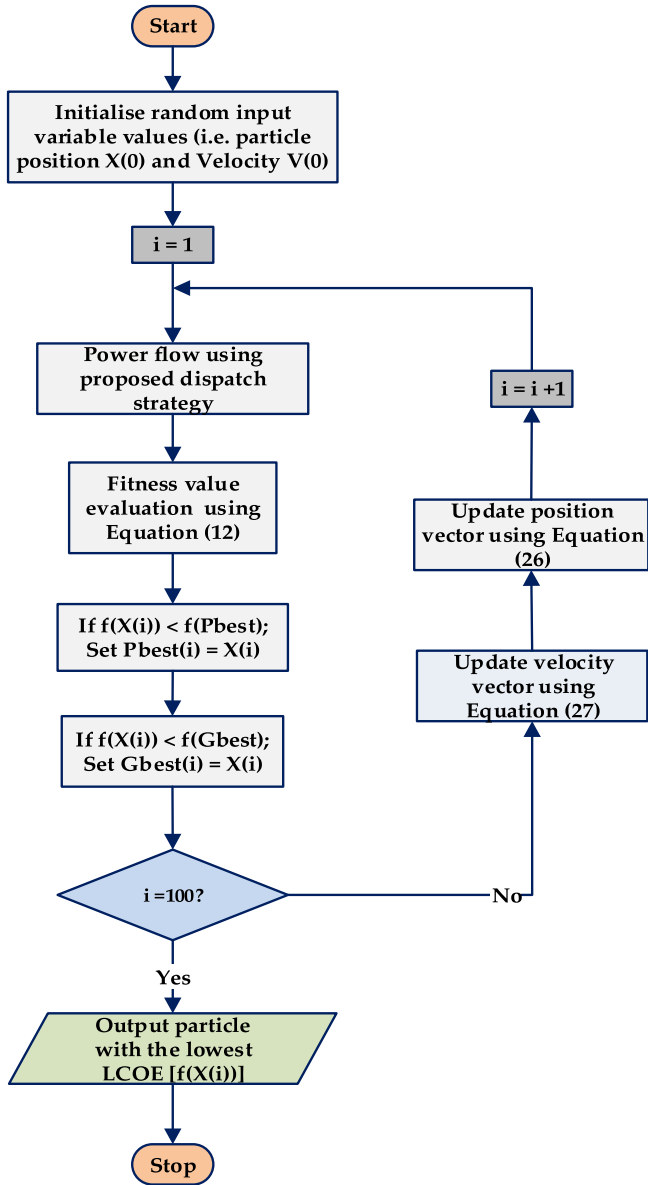 Start
Initialise random input
variable values (i.e. particle
position X(0) and Velocity V(0)
i = 1
Power flow using
proposed dispatch
strategy
Fitness value
evaluation using
Equation (12)
If f(X(i)) < f(Pbest);
Set Pbest(i) = X(i)
If f(X(i)) < f(Gbest);
Set Gbest(i) = X(i)
i =100?
No
Update velocity
vector using
Equation (27)
Update position
vector using Equation
(26)
i = i +1
Yes
Output particle
with the lowest
LCOE [f(X(i))]
Stop